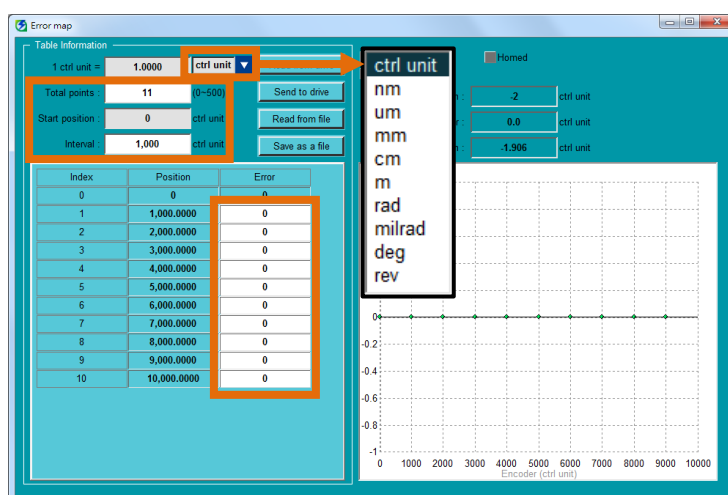 Error map
Table Information
1 ctrl unit = 1.0000 ctrl unit
Total points : 11 (0~500) Send to drive
Start position : 0 ctrl unit Read from file
Interval : 1,000 ctrl unit Save as a file
Index Position Error
0 0 0
1 1,000.0000 0
2 2,000.0000 0
3 3,000.0000 0
4 4,000.0000 0
5 5,000.0000 0
6 6,000.0000 0
7 7,000.0000 0
8 8,000.0000 0
9 9,000.0000 0
10 10,000.0000 0
ctrl unit
nm
um
mm
cm
m
rad
milrad
deg
rev
Homed
-2 ctrl unit
0.0 ctrl unit
-1.906 ctrl unit
0
-0.2
-0.4
-0.6
-0.8
-1
0 1000 2000 3000 4000 5000 6000 7000 8000 9000 10000
Encoder (ctrl unit)